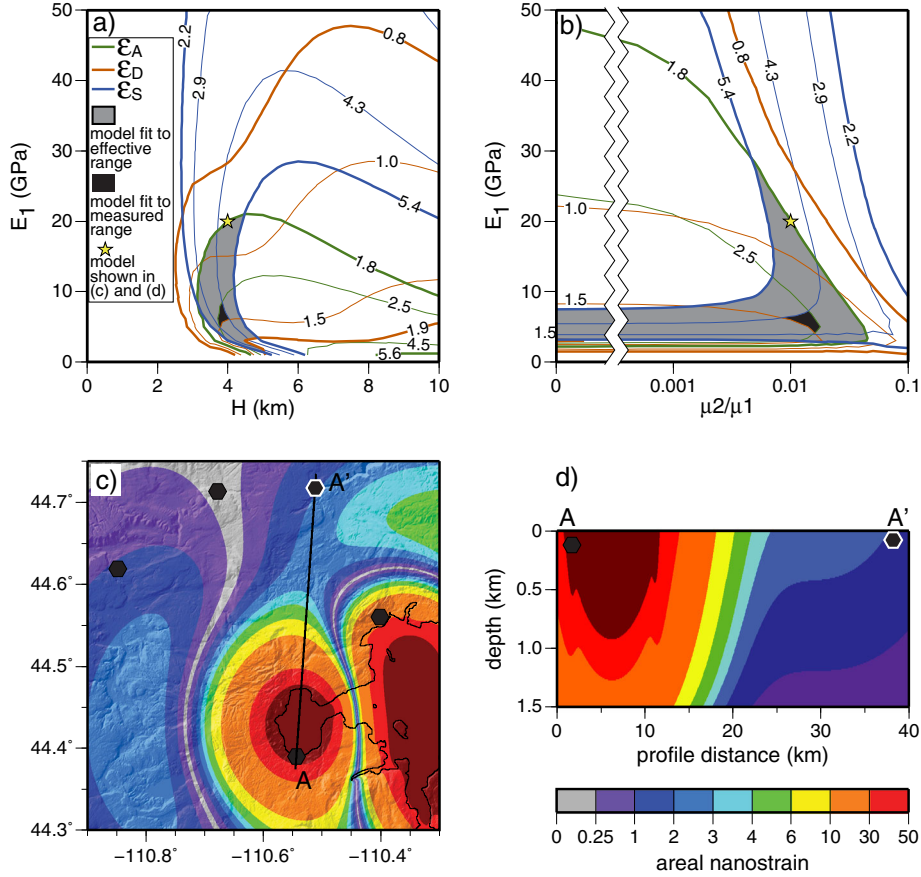 a)
E1 (GPa)
50
40
30
20
10
0
0 2 4 6 8 10
H (km)
εA
εD
εS
model fit to
effective
range
model fit to
measured
range
model
shown in
(c) and (d)
2.2
2.9
0.8
4.3
1.0
5.4
1.8
2.5
1.5
1.9
4.5
5.6
b)
E1 (GPa)
50
40
30
20
10
0
0 0.001 0.01 0.1
μ2/μ1
1.8
5.4
0.8
4.3
2.9
2.2
1.0
2.5
1.5
1.5
c)
44.7°
44.6°
44.5°
44.4°
44.3°
−110.8° −110.6° −110.4°
A'
A
d)
A A'
depth (km)
0
0.5
1.0
1.5
0 10 20 30 40
profile distance (km)
0 0.25 1 2 3 4 6 10 30 50
areal nanostrain